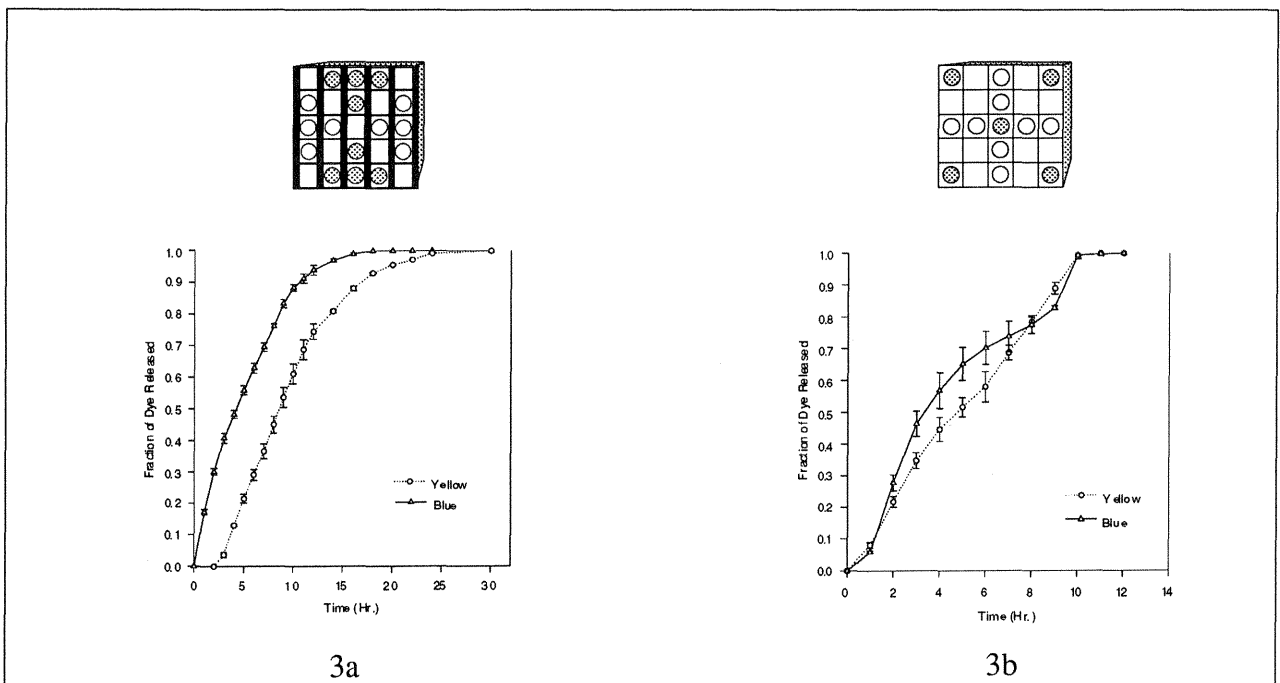 1.0
0.9
0.8
0.7
0.6
0.5
0.4
0.3
0.2
0.1
0.0
Fraction of Dye Released
Yellow
Blue
0 5 10 15 20 25 30
Time (Hr.)
3a
1.0
0.9
0.8
0.7
0.6
0.5
0.4
0.3
0.2
0.1
0.0
Fraction of Dye Released
Yellow
Blue
0 2 4 6 8 10 12 14
Time (Hr.)
3b